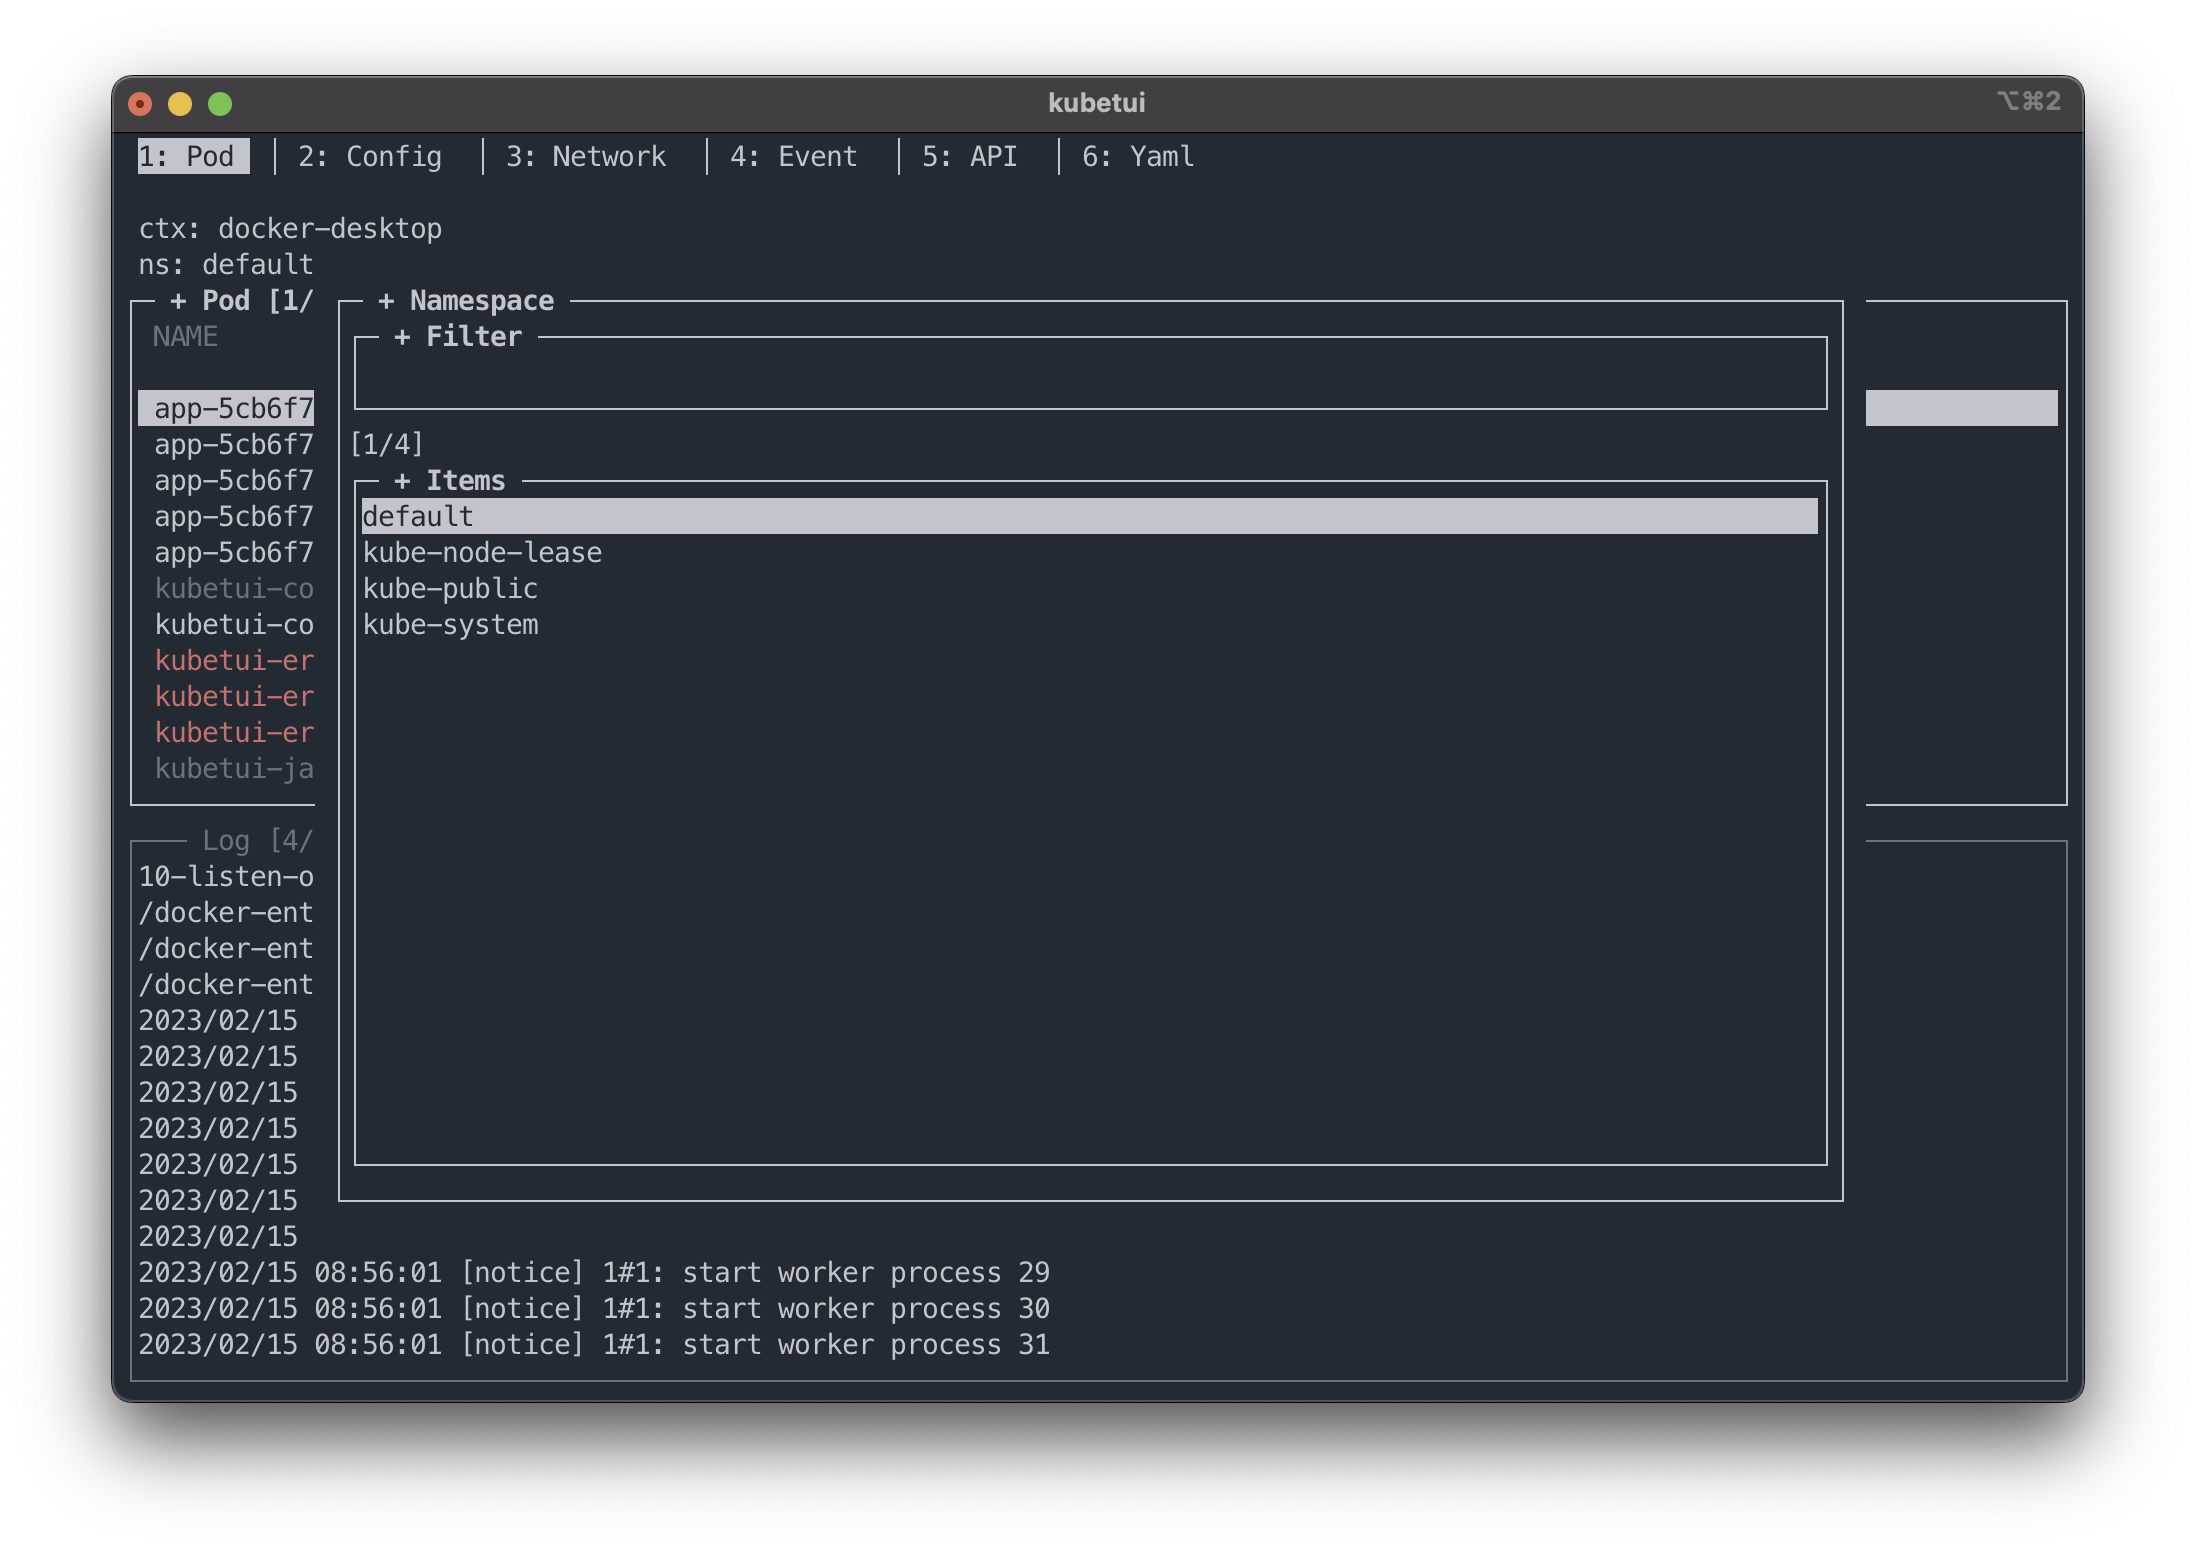 kubetui
⌥⌘2
1: Pod │ 2: Config │ 3: Network │ 4: Event │ 5: API │ 6: Yaml
ctx: docker-desktop
ns: default
+ Pod [1/
NAME
app-5cb6f7
app-5cb6f7
app-5cb6f7
app-5cb6f7
app-5cb6f7
kubetui-co
kubetui-co
kubetui-er
kubetui-er
kubetui-er
kubetui-ja
+ Namespace
+ Filter
[1/4]
+ Items
default
kube-node-lease
kube-public
kube-system
Log [4/
10-listen-o
/docker-ent
/docker-ent
/docker-ent
2023/02/15
2023/02/15
2023/02/15
2023/02/15
2023/02/15
2023/02/15
2023/02/15
2023/02/15 08:56:01 [notice] 1#1: start worker process 29
2023/02/15 08:56:01 [notice] 1#1: start worker process 30
2023/02/15 08:56:01 [notice] 1#1: start worker process 31